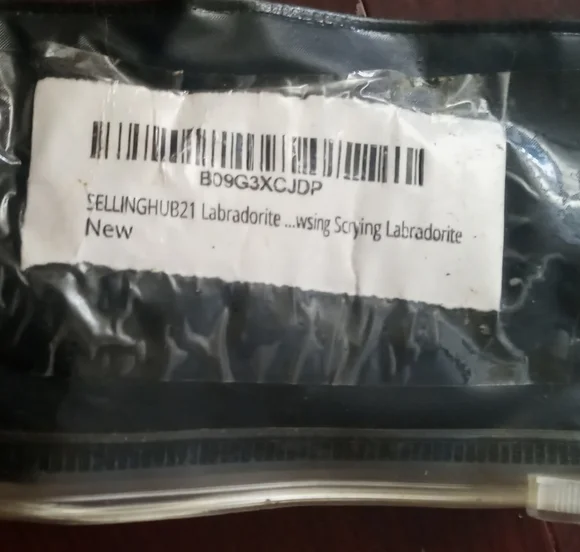 B09G3XCJDP
SELLINGHUB21 Labradorite ...wsing Scrying Labradorite
New